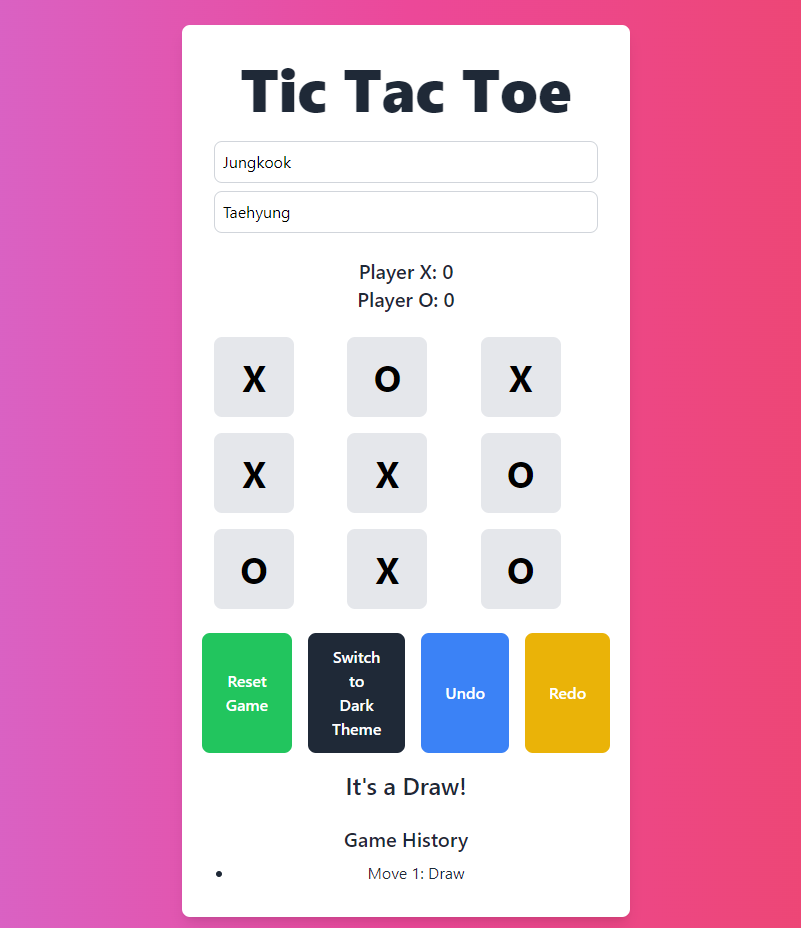 Tic Tac Toe
Jungkook
Taehyung
Player X: 0
Player O: 0
X O X
X X O
O X O
Reset
Game
Switch
to
Dark
Theme
Undo
Redo
It's a Draw!
Game History
Move 1: Draw